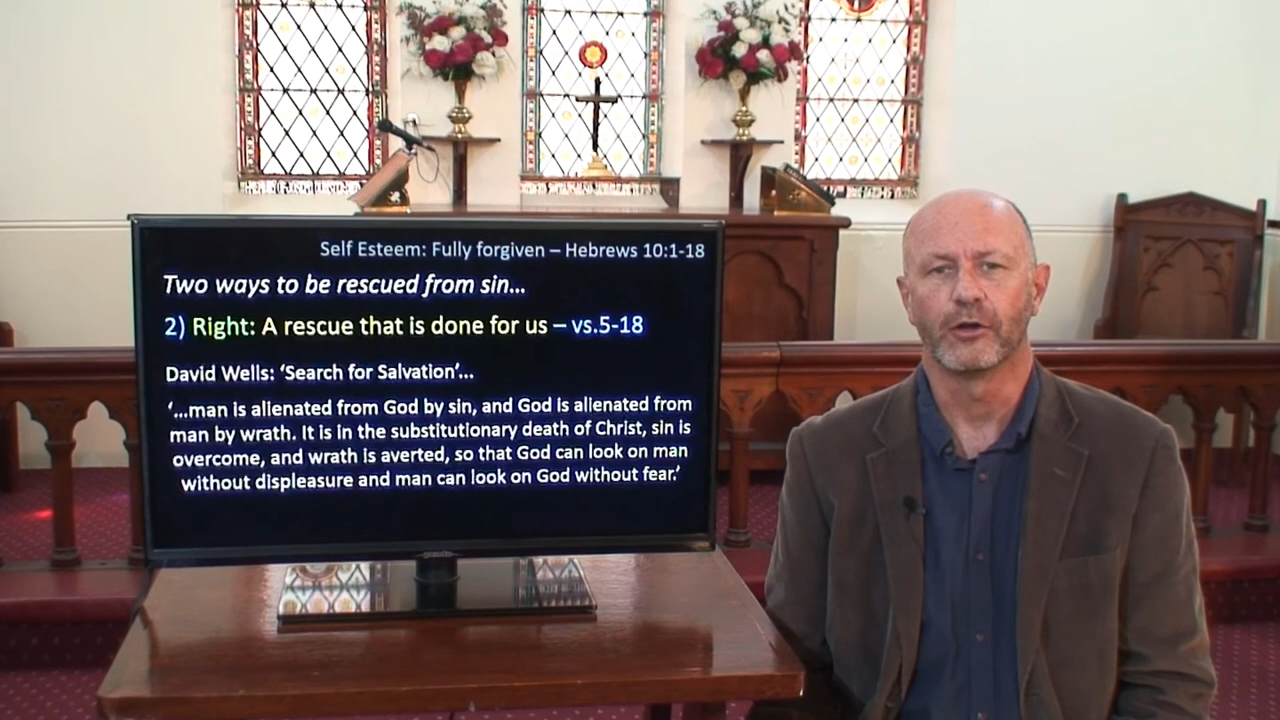 Self Esteem: Fully forgiven – Hebrews 10:1-18
Two ways to be rescued from sin...
2) Right: A rescue that is done for us – vs.5-18
David Wells: ‘Search for Salvation’...
‘...man is alienated from God by sin, and God is alienated from
man by wrath. It is in the substitutionary death of Christ, sin is
overcome, and wrath is averted, so that God can look on man
without displeasure and man can look on God without fear.’